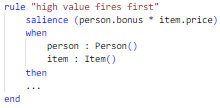 rule "high value fires first"
    salience (person.bonus * item.price)
    when
        person : Person()
        item : Item()
    then
    ...
end